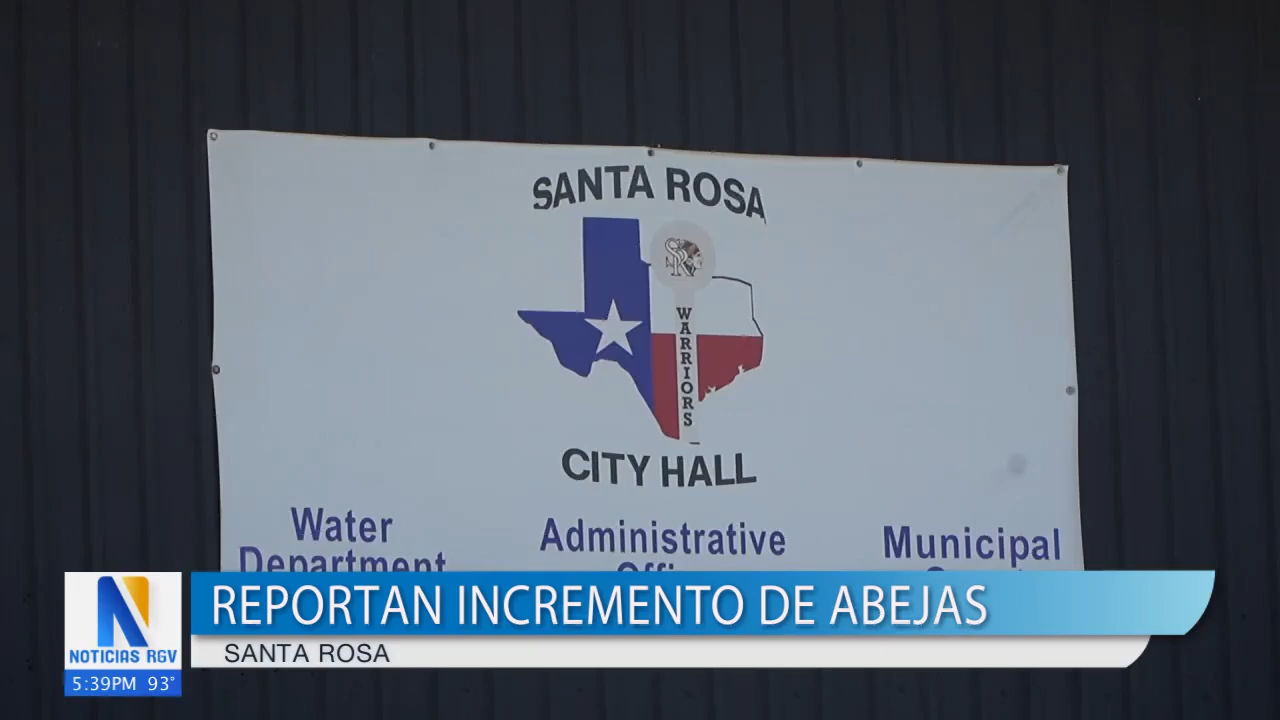 SANTA ROSA
SR
WARRIORS
CITY HALL
Water
Department
Administrative
Municipal
REPORTAN INCREMENTO DE ABEJAS
SANTA ROSA
NOTICIAS RGV
5:39PM 93°